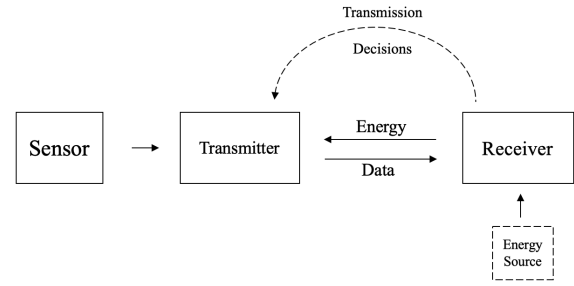 Transmission
Decisions
Sensor
Transmitter
Energy
Data
Receiver
Energy
Source